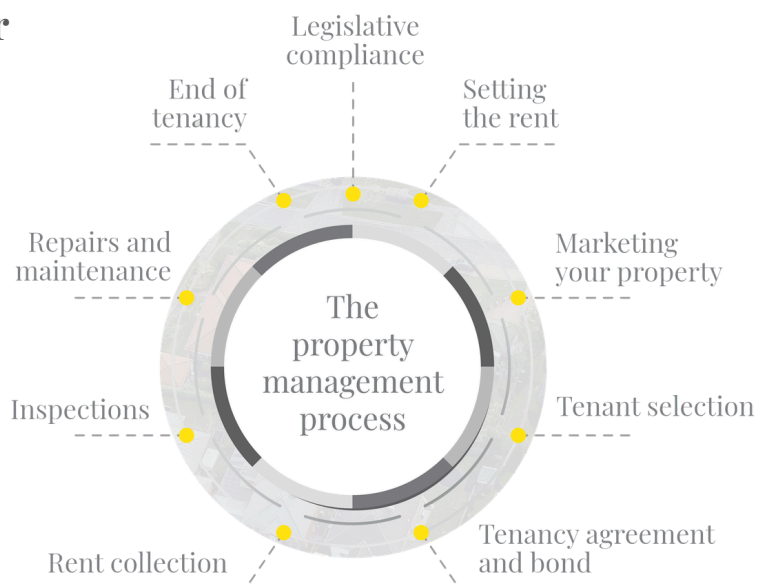 r
Legislative
compliance
End of
tenancy
Setting
the rent
Repairs and
maintenance
Marketing
your property
The
property
management
process
Inspections
Tenant selection
Rent collection
Tenancy agreement
and bond